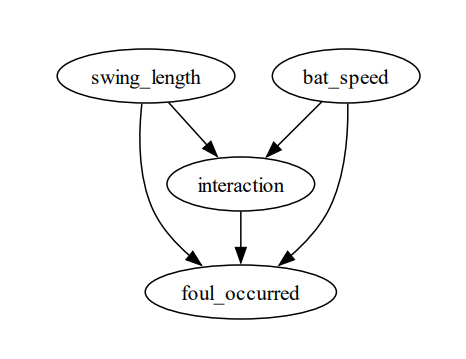 swing_length
bat_speed
interaction
foul_occurred